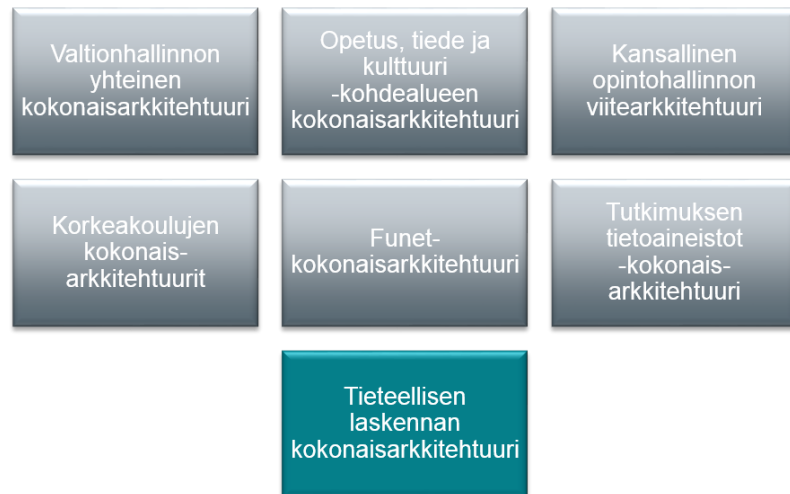 Valtionhallinnon
yhteinen
kokonaisarkkitehtuuri
Opetus, tiede ja
kulttuuri
-kohdealueen
kokonaisarkkitehtuuri
Kansallinen
opintohallinnon
viitearkkitehtuuri
Korkeakoulujen
kokonais-
arkkitehtuurit
Funet-
kokonaisarkkitehtuuri
Tutkimuksen
tietoaineistot
-kokonais-
arkkitehtuuri
Tieteellisen
laskennan
kokonaisarkkitehtuuri